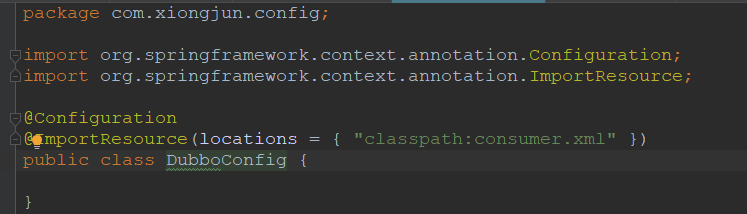 package com.xiongjun.config;
import org.springframework.context.annotation.Configuration;
import org.springframework.context.annotation.ImportResource;
@Configuration
@ImportResource(locations = { "classpath:consumer.xml" })
public class DubboConfig {
}